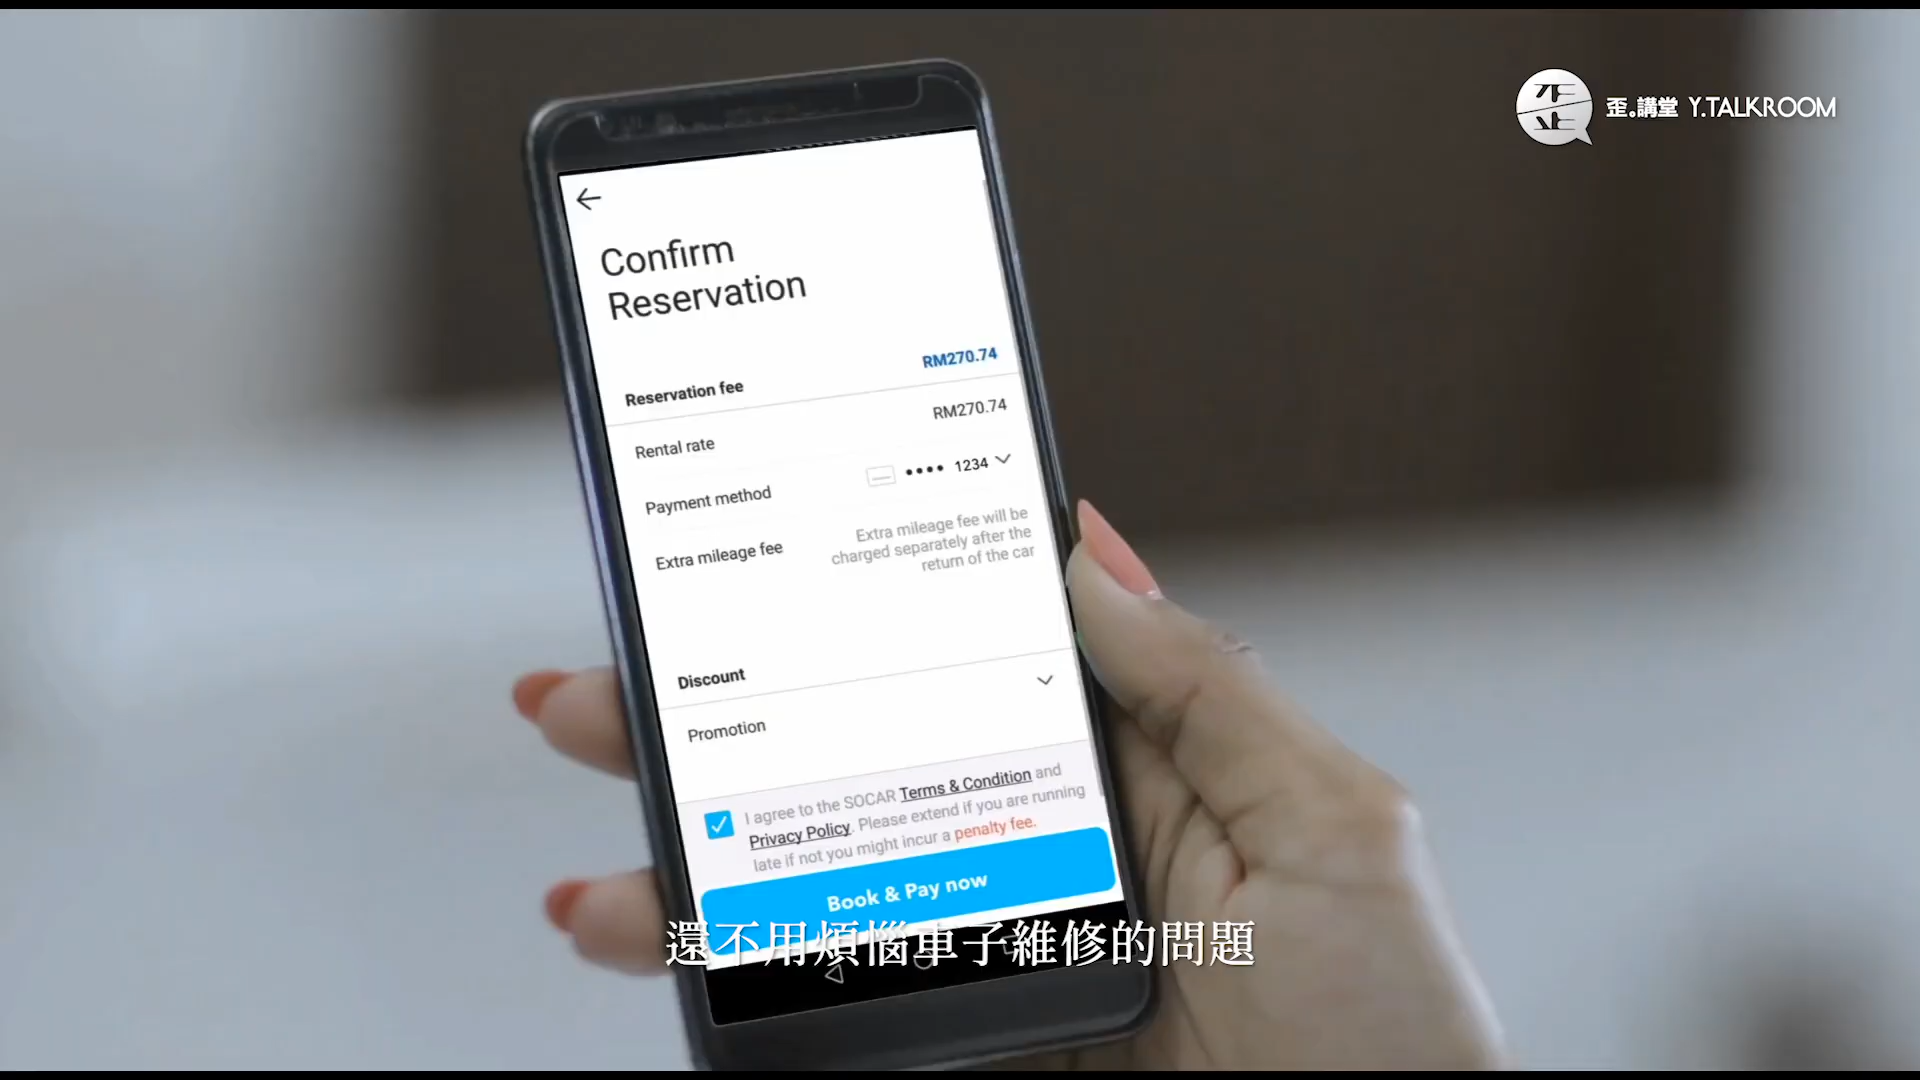 歪
歪。講堂 Y.TALKROOM
Confirm
Reservation
Reservation fee RM270.74
Rental rate RM270.74
Payment method •••• 1234
Extra mileage fee Extra mileage fee will be
charged separately after the
return of the car
Discount
Promotion
I agree to the SOCAR Terms & Condition and
Privacy Policy. Please extend if you are running
late if not you might incur a penalty fee.
Book & Pay now
還不用煩惱車子維修的問題